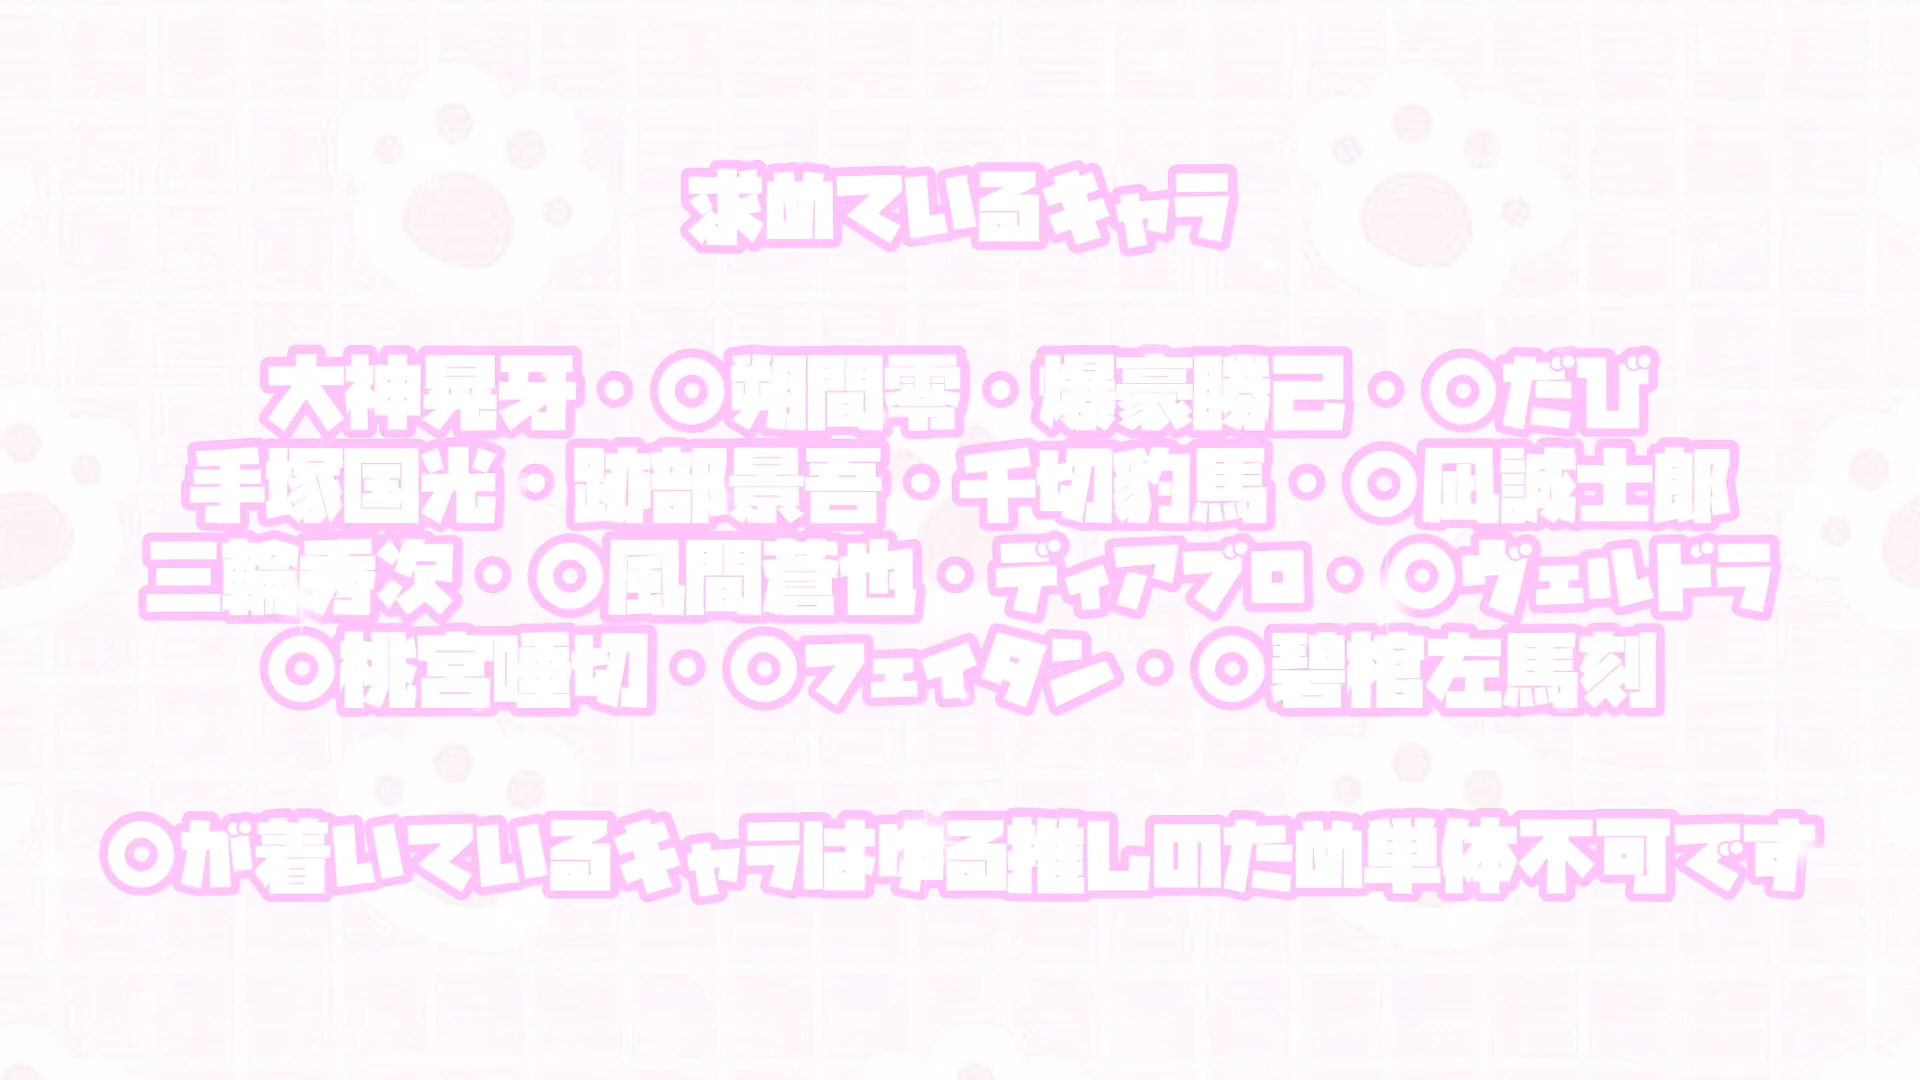 求めているキャラ
大神晃牙・◎朔間零・爆豪勝己・◎だび
手塚国光・跡部景吾・千切豹馬・◎凪誠士郎
三輪秀次・◎風間蒼也・ディアブロ・◎ヴェルドラ
◎桃宮唾切・◎フェイタン・◎碧棺左馬刻
◎が着いているキャラはゆる推しのため単体不可です